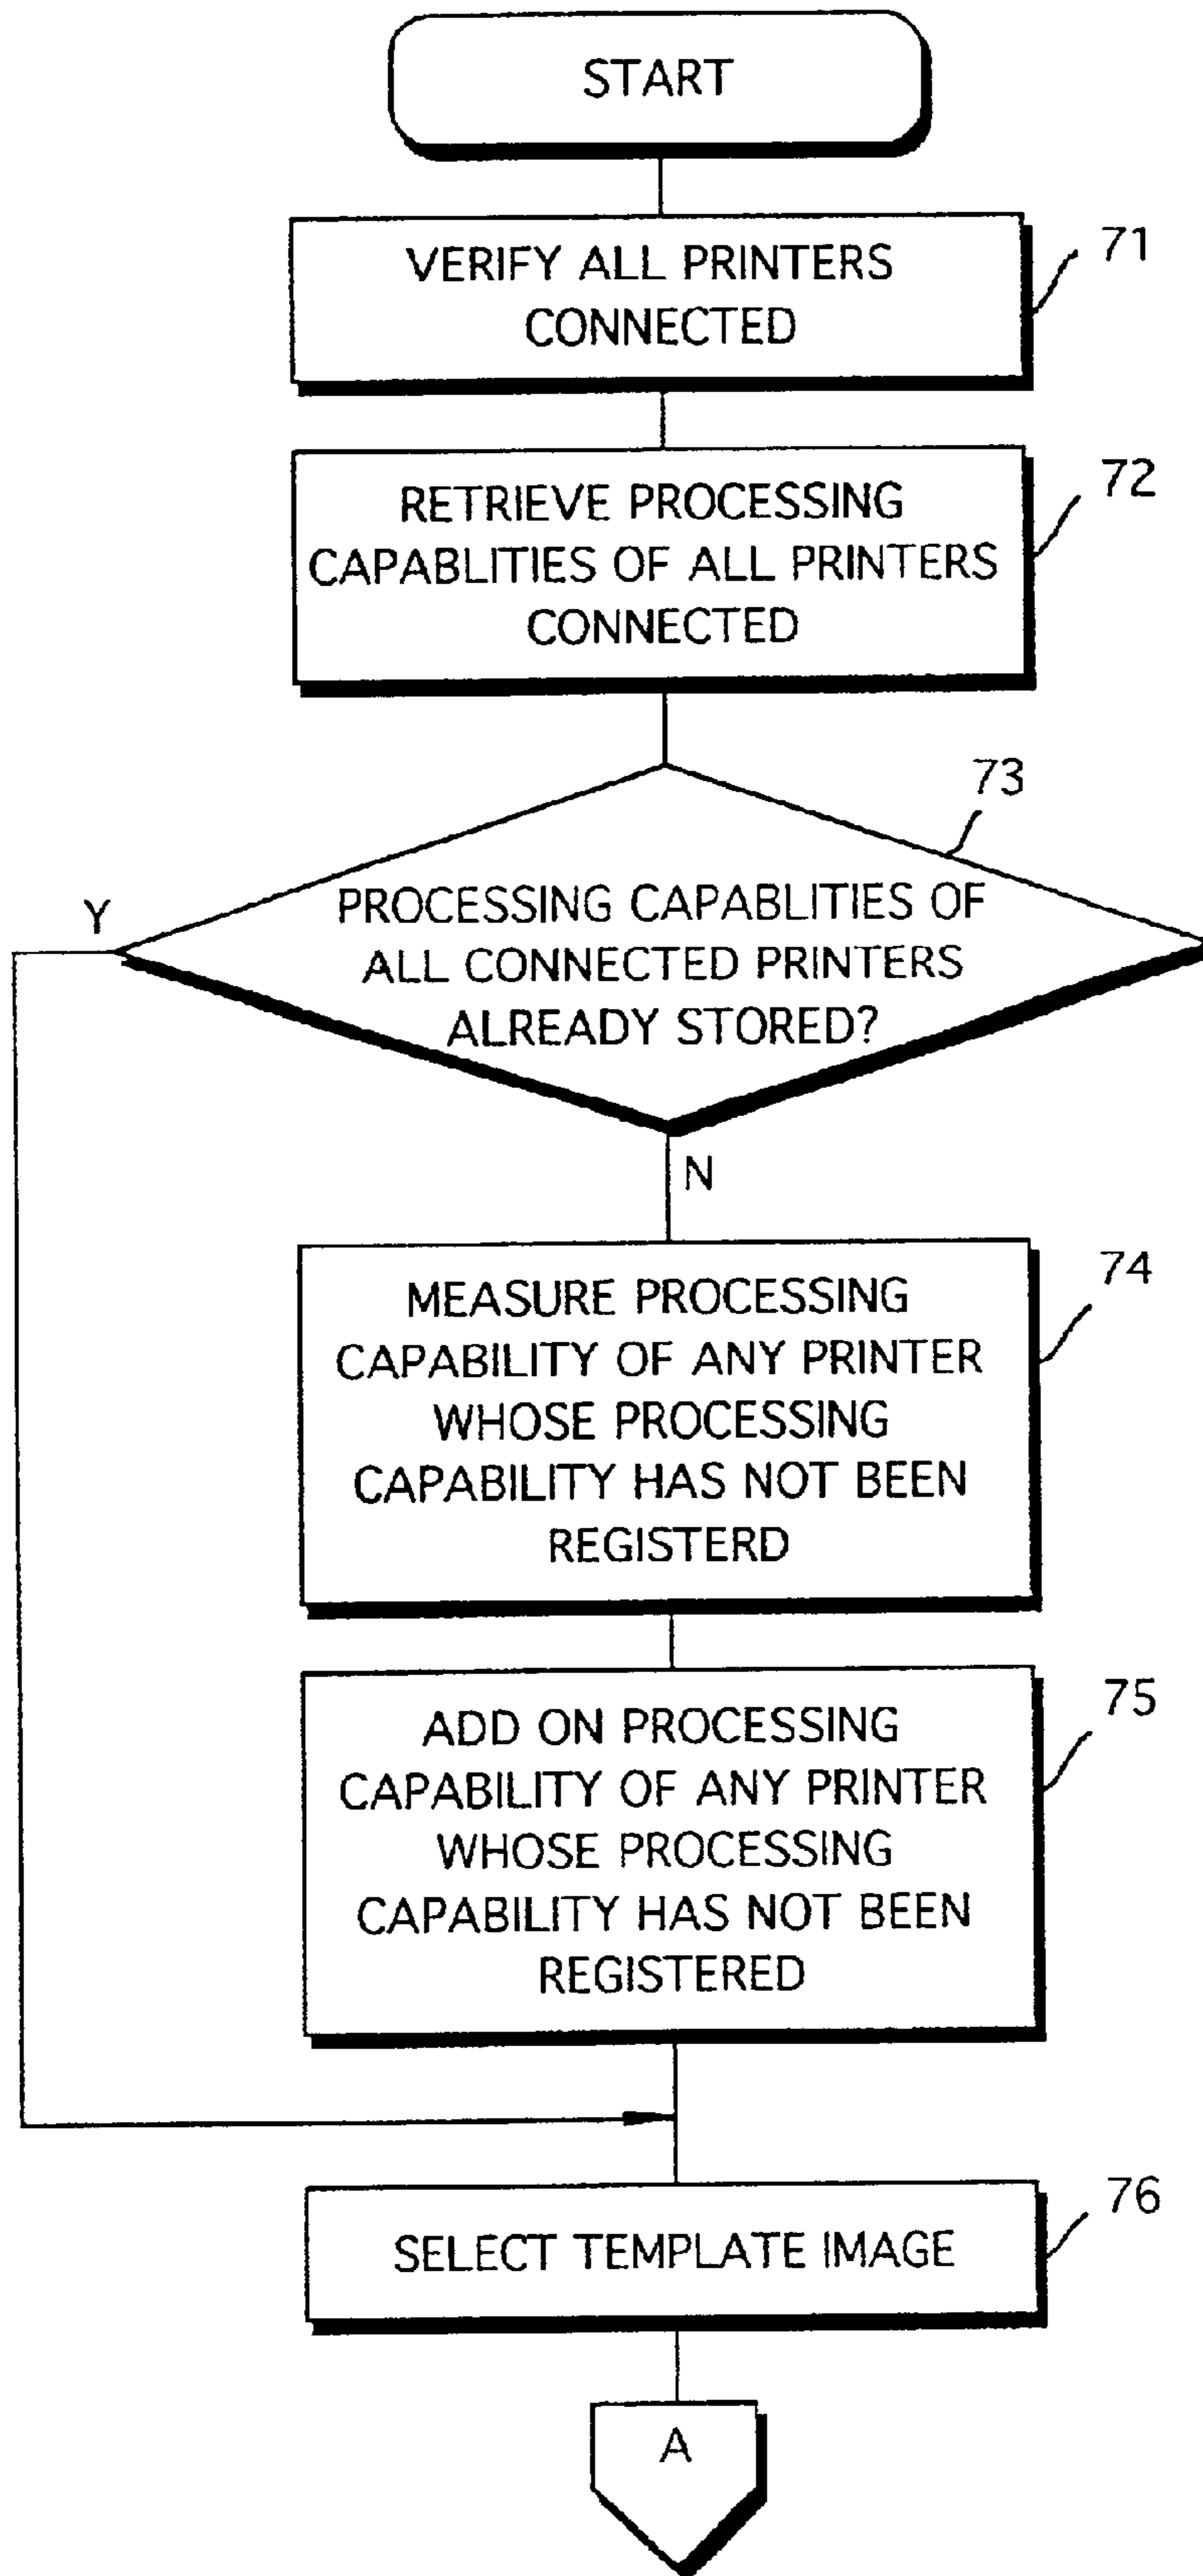 START
VERIFY ALL PRINTERS
CONNECTED
71
RETRIEVE PROCESSING
CAPABLITIES OF ALL PRINTERS
CONNECTED
72
73
Y
PROCESSING CAPABLITIES OF
ALL CONNECTED PRINTERS
ALREADY STORED?
N
MEASURE PROCESSING
CAPABILITY OF ANY PRINTER
WHOSE PROCESSING
CAPABILITY HAS NOT BEEN
REGISTERD
74
ADD ON PROCESSING
CAPABILITY OF ANY PRINTER
WHOSE PROCESSING
CAPABILITY HAS NOT BEEN
REGISTERED
75
SELECT TEMPLATE IMAGE
76
A